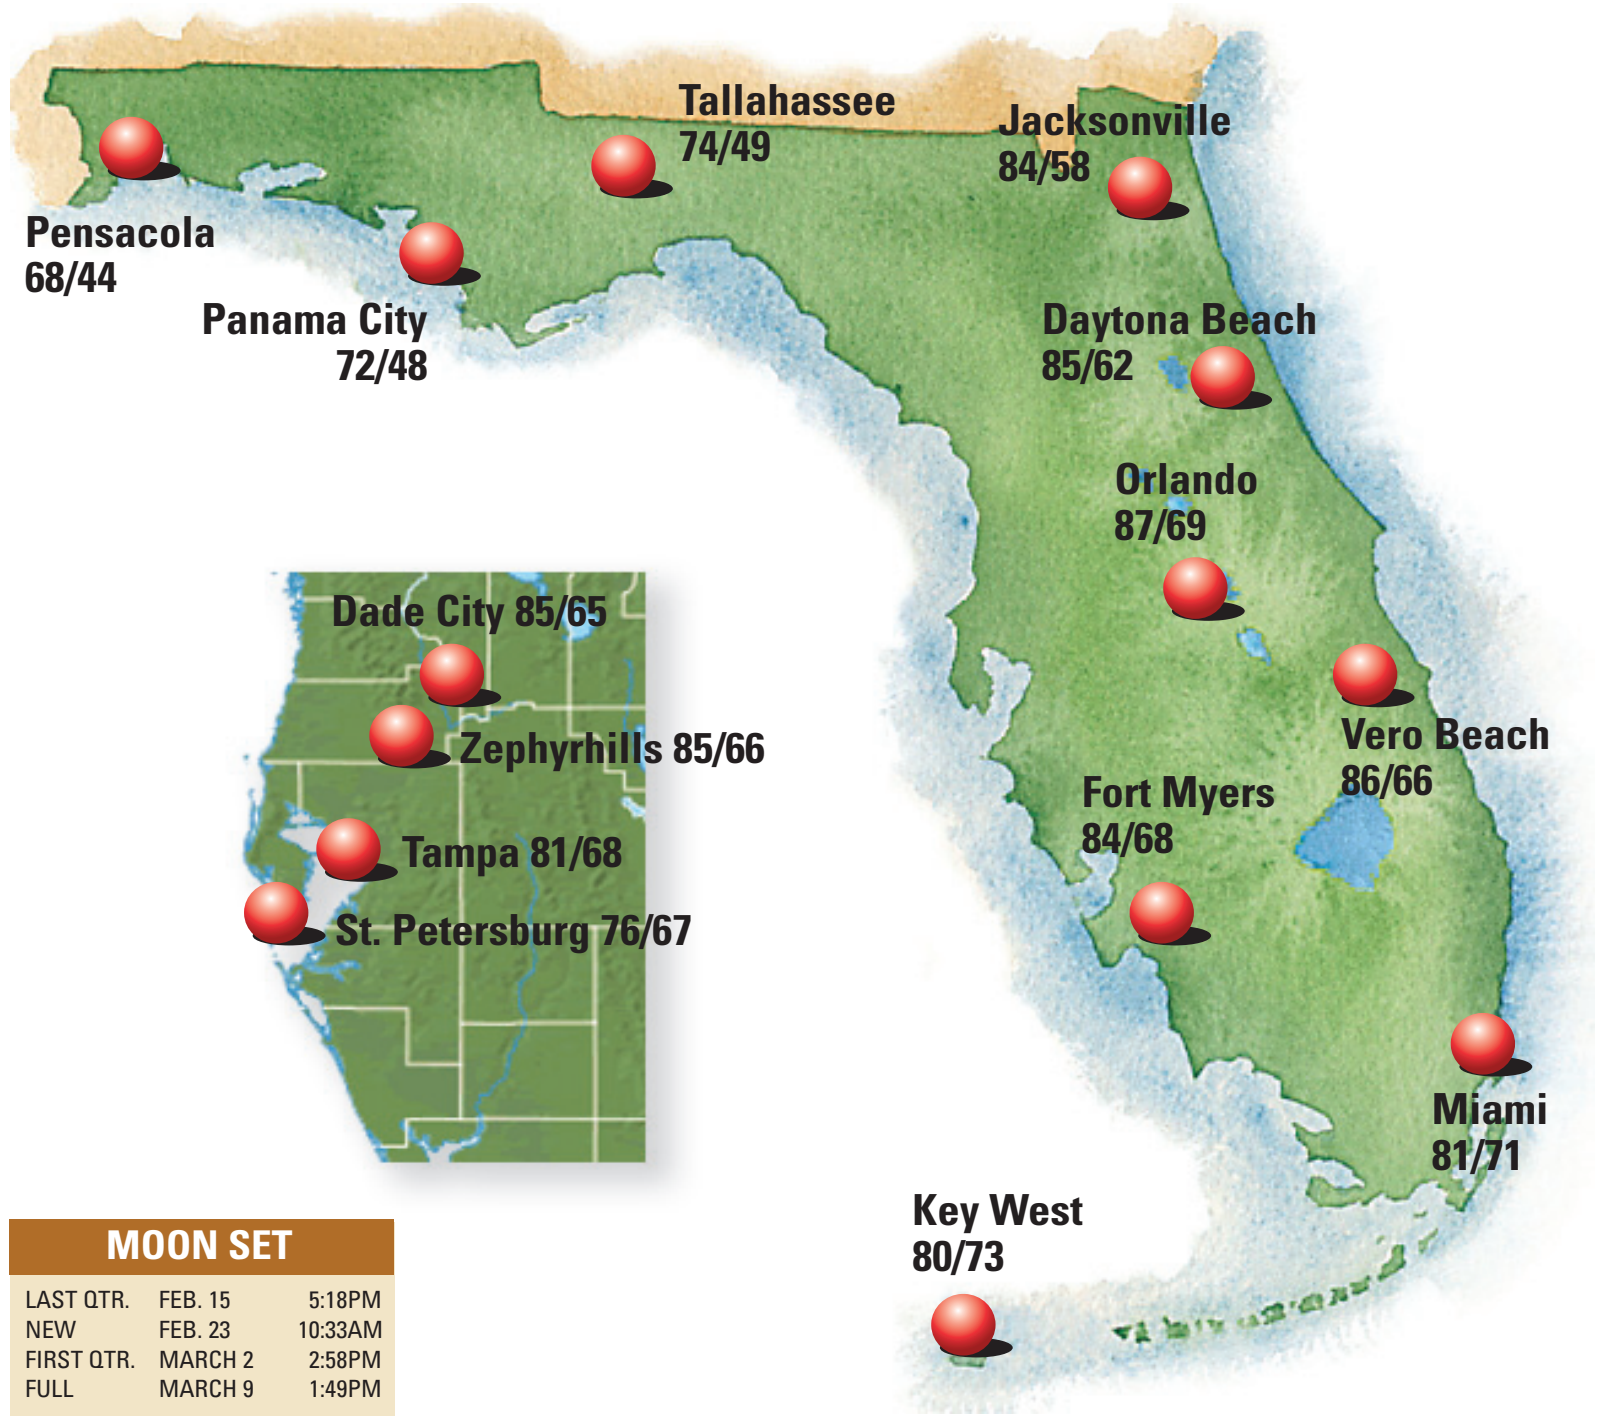 Tallahassee
74/49
Jacksonville
84/58
Pensacola
68/44
Panama City
72/48
Daytona Beach
85/62
Orlando
87/69
Dade City 85/65
Zephyrhills 85/66
Tampa 81/68
St. Petersburg 76/67
Vero Beach
86/66
Fort Myers
84/68
Miami
81/71
Key West
80/73
MOON SET
LAST QTR. FEB. 15 5:18PM
NEW FEB. 23 10:33AM
FIRST QTR. MARCH 2 2:58PM
FULL MARCH 9 1:49PM